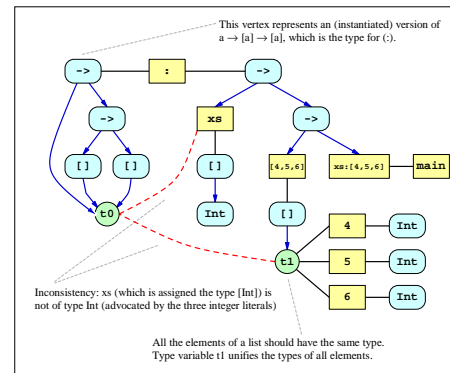 This vertex represents an (instantiated) version of
a → [a] → [a], which is the type for (:).
-> : ->
-> xs ->
[] [] [] [4,5,6] xs:[4,5,6] main
t0 Int []
4 Int
t1 5 Int
6 Int
Inconsistency: xs (which is assigned the type [Int]) is
not of type Int (advocated by the three integer literals)
All the elements of a list should have the same type.
Type variable t1 unifies the types of all elements.